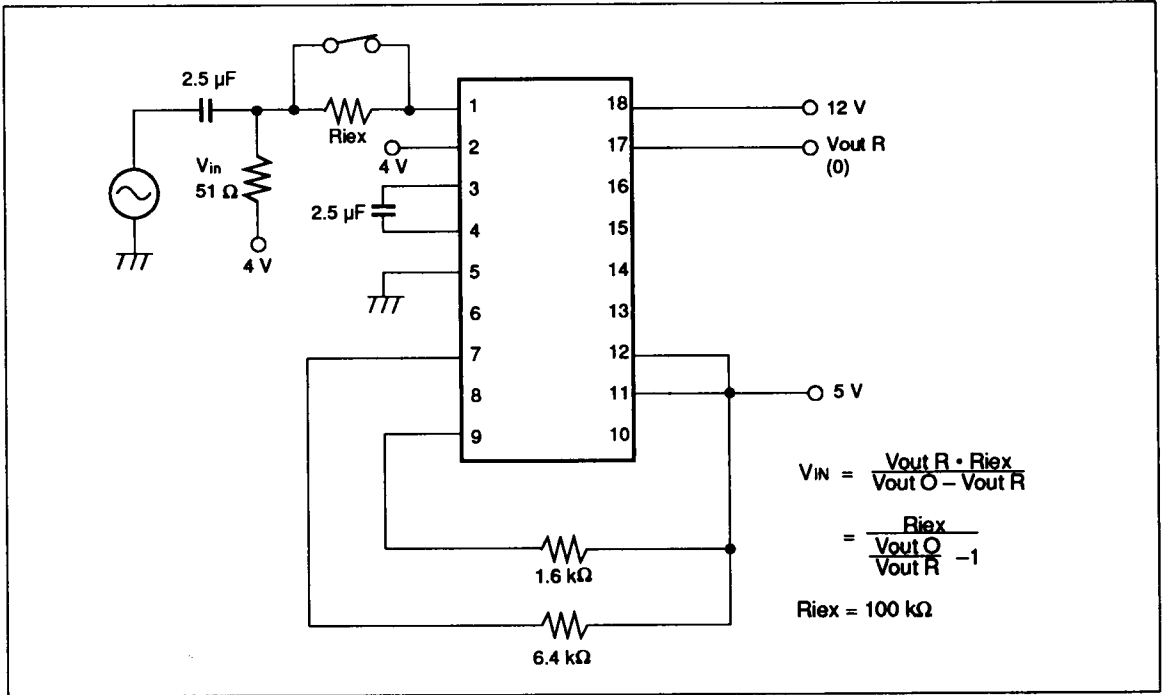 2.5 µF
Riex
Vin
51 Ω
4 V
4 V
2.5 µF
1
2
3
4
5
6
7
8
9
18
17
16
15
14
13
12
11
10
12 V
Vout R
(0)
5 V
1.6 kΩ
6.4 kΩ
VIN = Vout R • Riex / Vout O – Vout R
= Riex / Vout O / Vout R –1
Riex = 100 kΩ